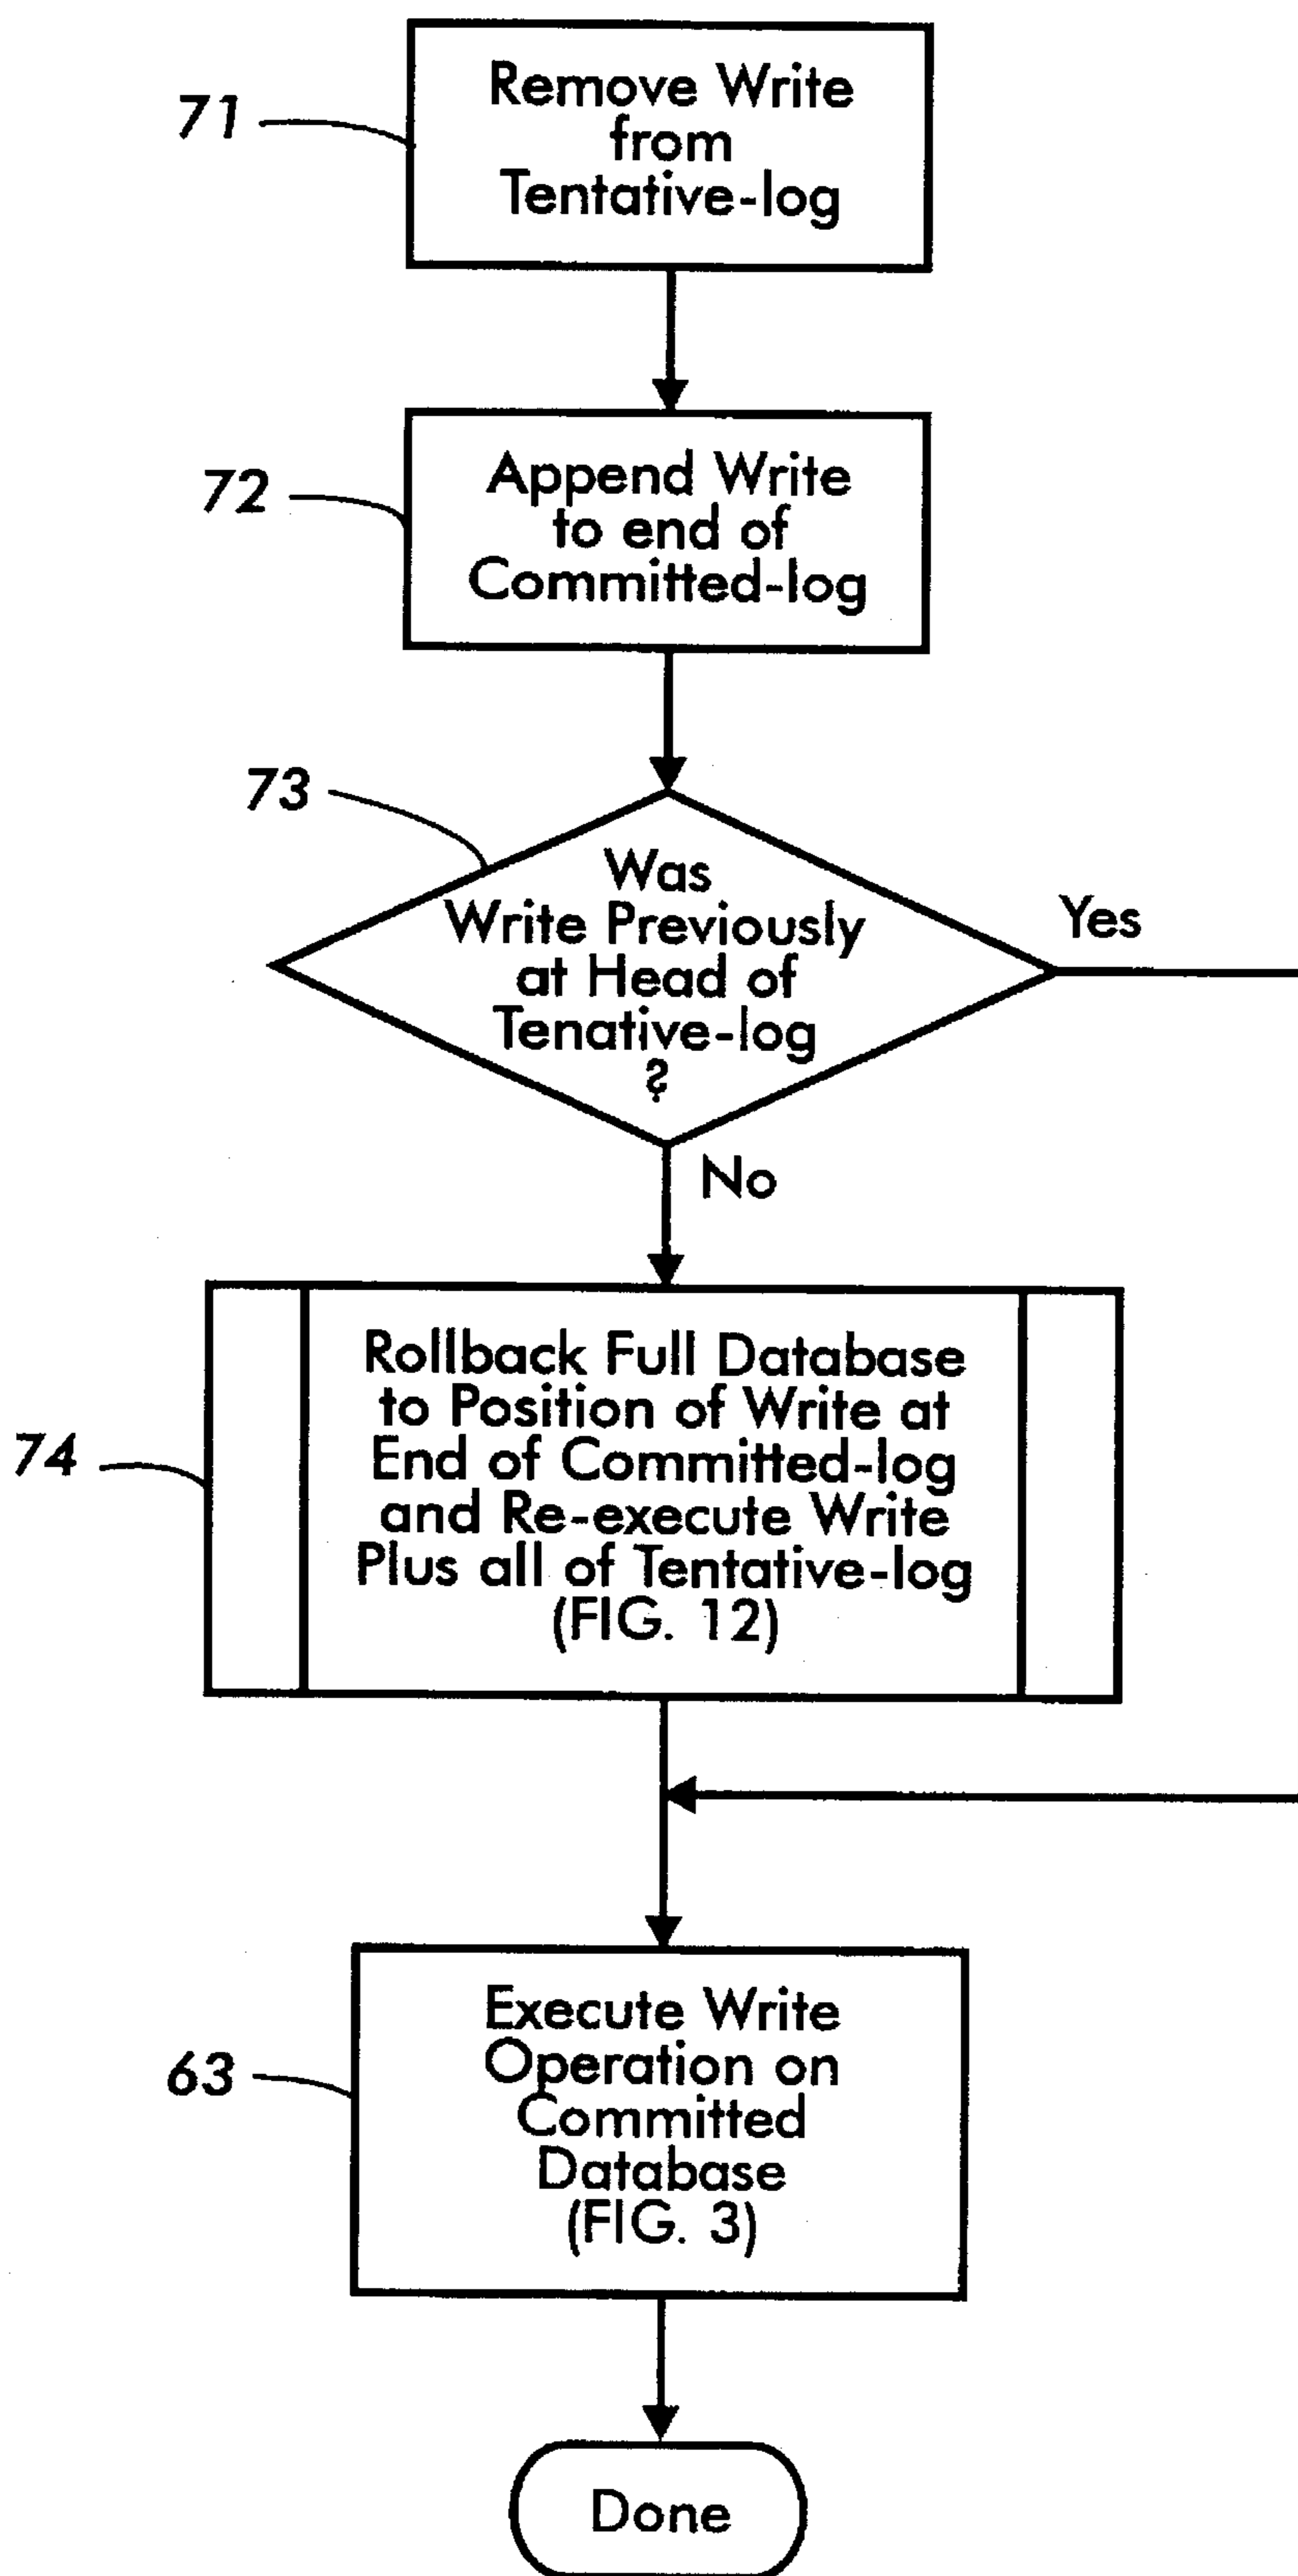 71
Remove Write
from
Tentative-log
72
Append Write
to end of
Committed-log
73
Was
Write Previously
at Head of
Tenative-log
?
Yes
No
74
Rollback Full Database
to Position of Write at
End of Committed-log
and Re-execute Write
Plus all of Tentative-log
(FIG. 12)
63
Execute Write
Operation on
Committed
Database
(FIG. 3)
Done